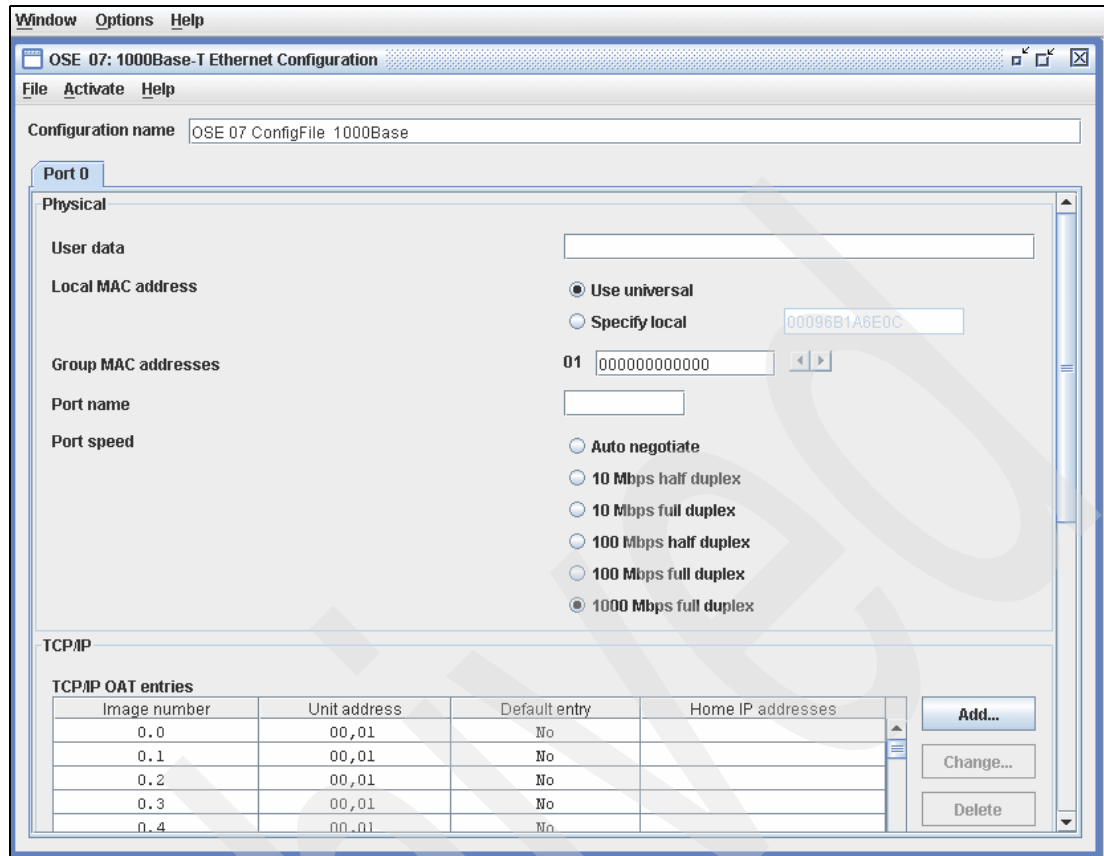 Window Options Help
OSE 07: 1000Base-T Ethernet Configuration
File Activate Help
Configuration name OSE 07 ConfigFile 1000Base
Port 0
Physical
User data
Local MAC address
Use universal
Specify local 00096B1A6E0C
Group MAC addresses 01 000000000000
Port name
Port speed
Auto negotiate
10 Mbps half duplex
10 Mbps full duplex
100 Mbps half duplex
100 Mbps full duplex
1000 Mbps full duplex
TCP/IP
TCP/IP OAT entries
Image number Unit address Default entry Home IP addresses
0.0 00,01 No
0.1 00,01 No
0.2 00,01 No
0.3 00,01 No
0.4 00,01 No
Add...
Change...
Delete